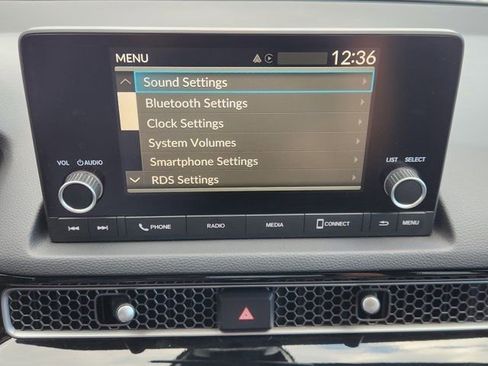 MENU 12:36
Sound Settings
Bluetooth Settings
Clock Settings
System Volumes
Smartphone Settings
RDS Settings
VOL AUDIO
LIST SELECT
PHONE RADIO MEDIA CONNECT MENU